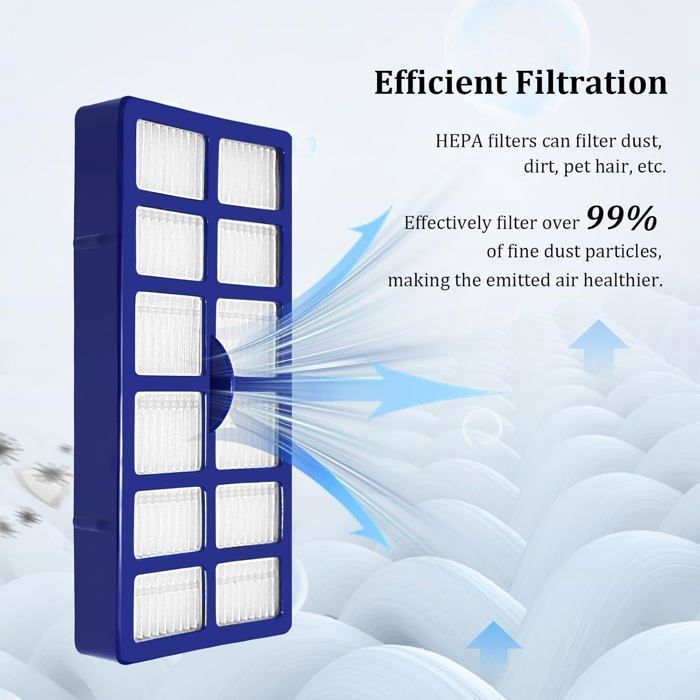 Efficient Filtration
HEPA filters can filter dust,
dirt, pet hair, etc.
Effectively filter over 99%
of fine dust particles,
making the emitted air healthier.